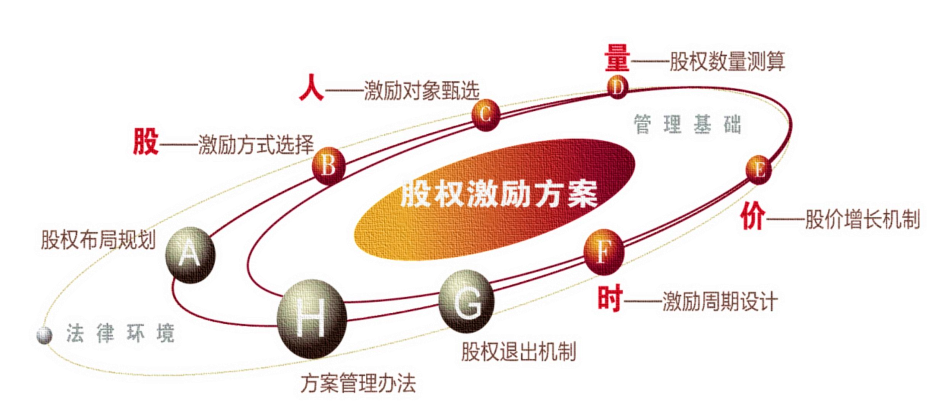 量——股权数量测算
D
人——激励对象甄选
C
管理基础
股——激励方式选择
B
E
股权激励方案
价——股价增长机制
股权布局规划
A
F
时——激励周期设计
G
H
法律环境
股权退出机制
方案管理办法